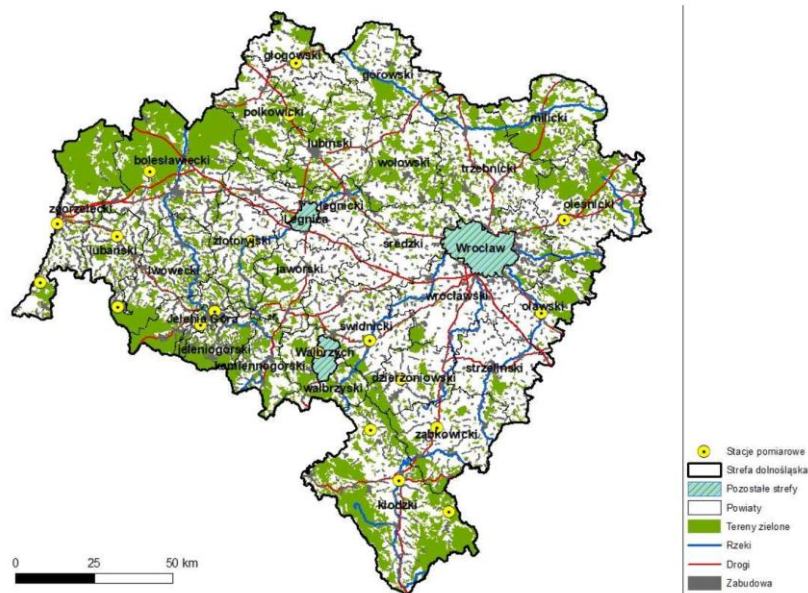 głogowski
górowski
polkowicki
milicki
lubiński
bolesławiecki
wołowski
trzebnicki
zgorzelecki
legnicki
oleśnicki
Legnica
lubański
złotoryjski
średzki
Wrocław
lwówecki
jaworski
wrocławski
oławski
Jelenia Góra
świdnicki
jeleniogórski
Wałbrzych
kamiennogórski
strzeliński
dzierżoniowski
wałbrzyski
ząbkowicki
kłodzki
0 25 50 km
Stacje pomiarowe
Strefa dolnośląska
Pozostałe strefy
Powiaty
Tereny zielone
Rzeki
Drogi
Zabudowa